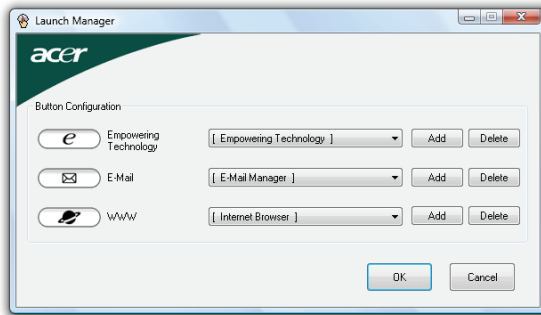 Launch Manager
acer
Button Configuration
e Empowering Technology [ Empowering Technology ] Add Delete
E-Mail [ E-Mail Manager ] Add Delete
WWW [ Internet Browser ] Add Delete
OK Cancel